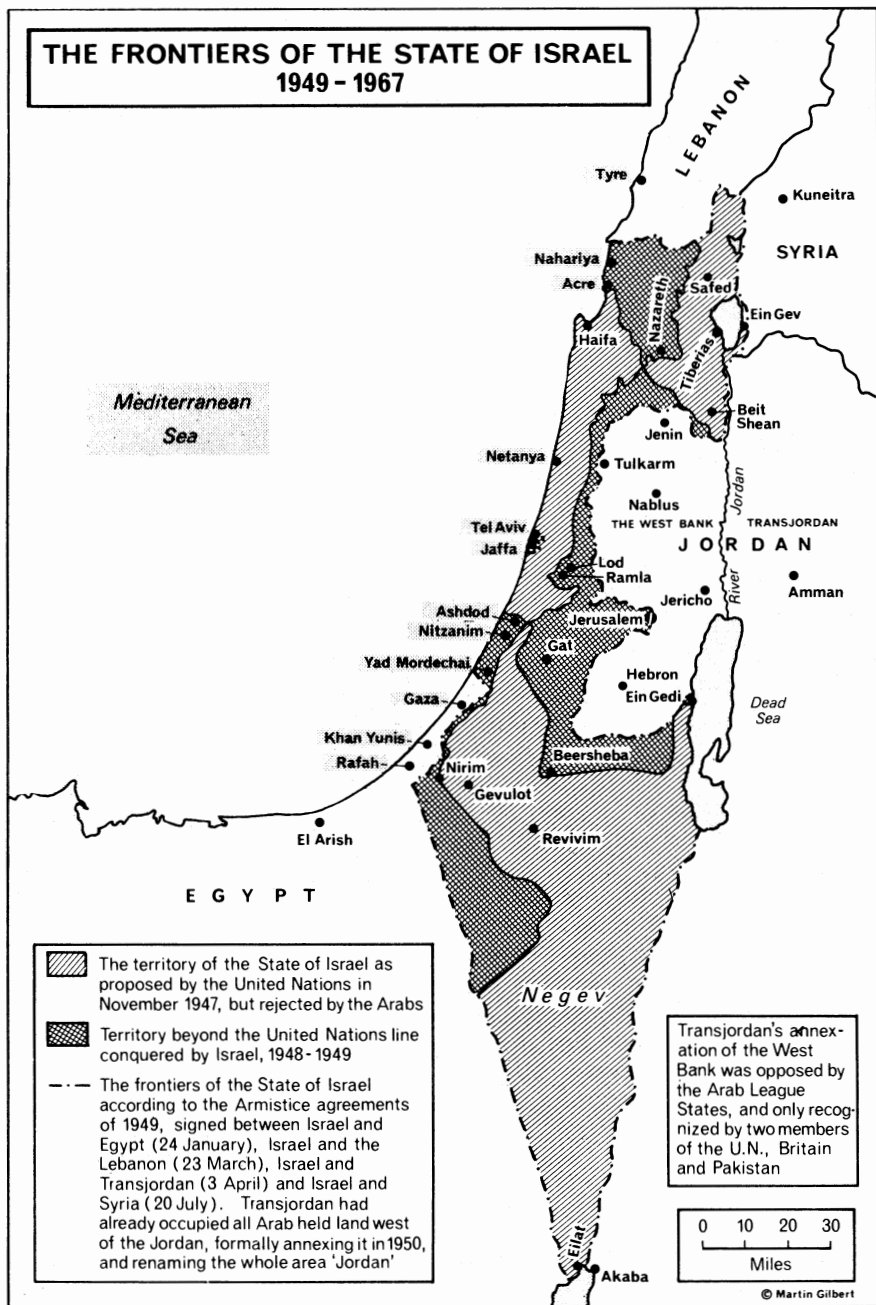 THE FRONTIERS OF THE STATE OF ISRAEL
1949 – 1967
LEBANON
Tyre
Kuneitra
SYRIA
Nahariya
Acre
Safed
Nazareth
Haifa
Tiberias
Ein Gev
Mediterranean
Sea
Beit
Shean
Jenin
Netanya
Tulkarm
Nablus
Jordan
River
THE WEST BANK
TRANSJORDAN
JORDAN
Tel Aviv
Jaffa
Lod
Ramla
Jericho
Amman
Ashdod
Nitzanim
Jerusalem
Gat
Yad Mordechai
Hebron
Ein Gedi
Dead
Sea
Gaza
Khan Yunis
Rafah
Nirim
Beersheba
Gevulot
El Arish
Revivim
EGYPT
Negev
The territory of the State of Israel as
proposed by the United Nations in
November 1947, but rejected by the Arabs
Territory beyond the United Nations line
conquered by Israel, 1948-1949
The frontiers of the State of Israel
according to the Armistice agreements
of 1949, signed between Israel and
Egypt (24 January), Israel and the
Lebanon (23 March), Israel and
Transjordan (3 April) and Israel and
Syria (20 July). Transjordan had
already occupied all Arab held land west
of the Jordan, formally annexing it in 1950,
and renaming the whole area 'Jordan'
Transjordan's annex-
ation of the West
Bank was opposed by
the Arab League
States, and only recog-
nized by two members
of the U.N., Britain
and Pakistan
Eilat
Akaba
0 10 20 30
Miles
© Martin Gilbert